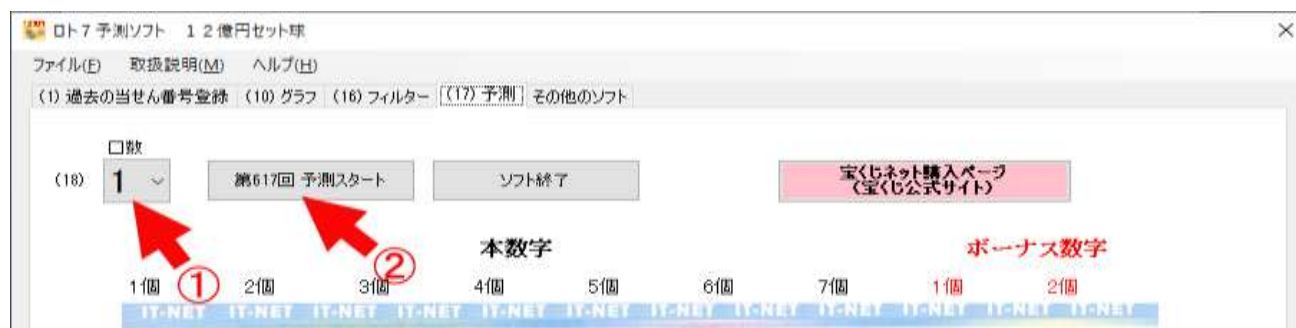 ロト7 予測ソフト　12億円セット球
ファイル(F) 取扱説明(M) ヘルプ(H)
(1) 過去の当せん番号登録 (10) グラフ (16) フィルター (17) 予測 その他のソフト
口数
(18) 1 第617回 予測スタート ソフト終了 宝くじネット購入ページ
(宝くじ公式サイト)
① ②
本数字 ボーナス数字
1個 2個 3個 4個 5個 6個 7個 1個 2個
IT-NET IT-NET IT-NET IT-NET IT-NET IT-NET IT-NET IT-NET IT-NET IT-NET IT-NET IT-NET